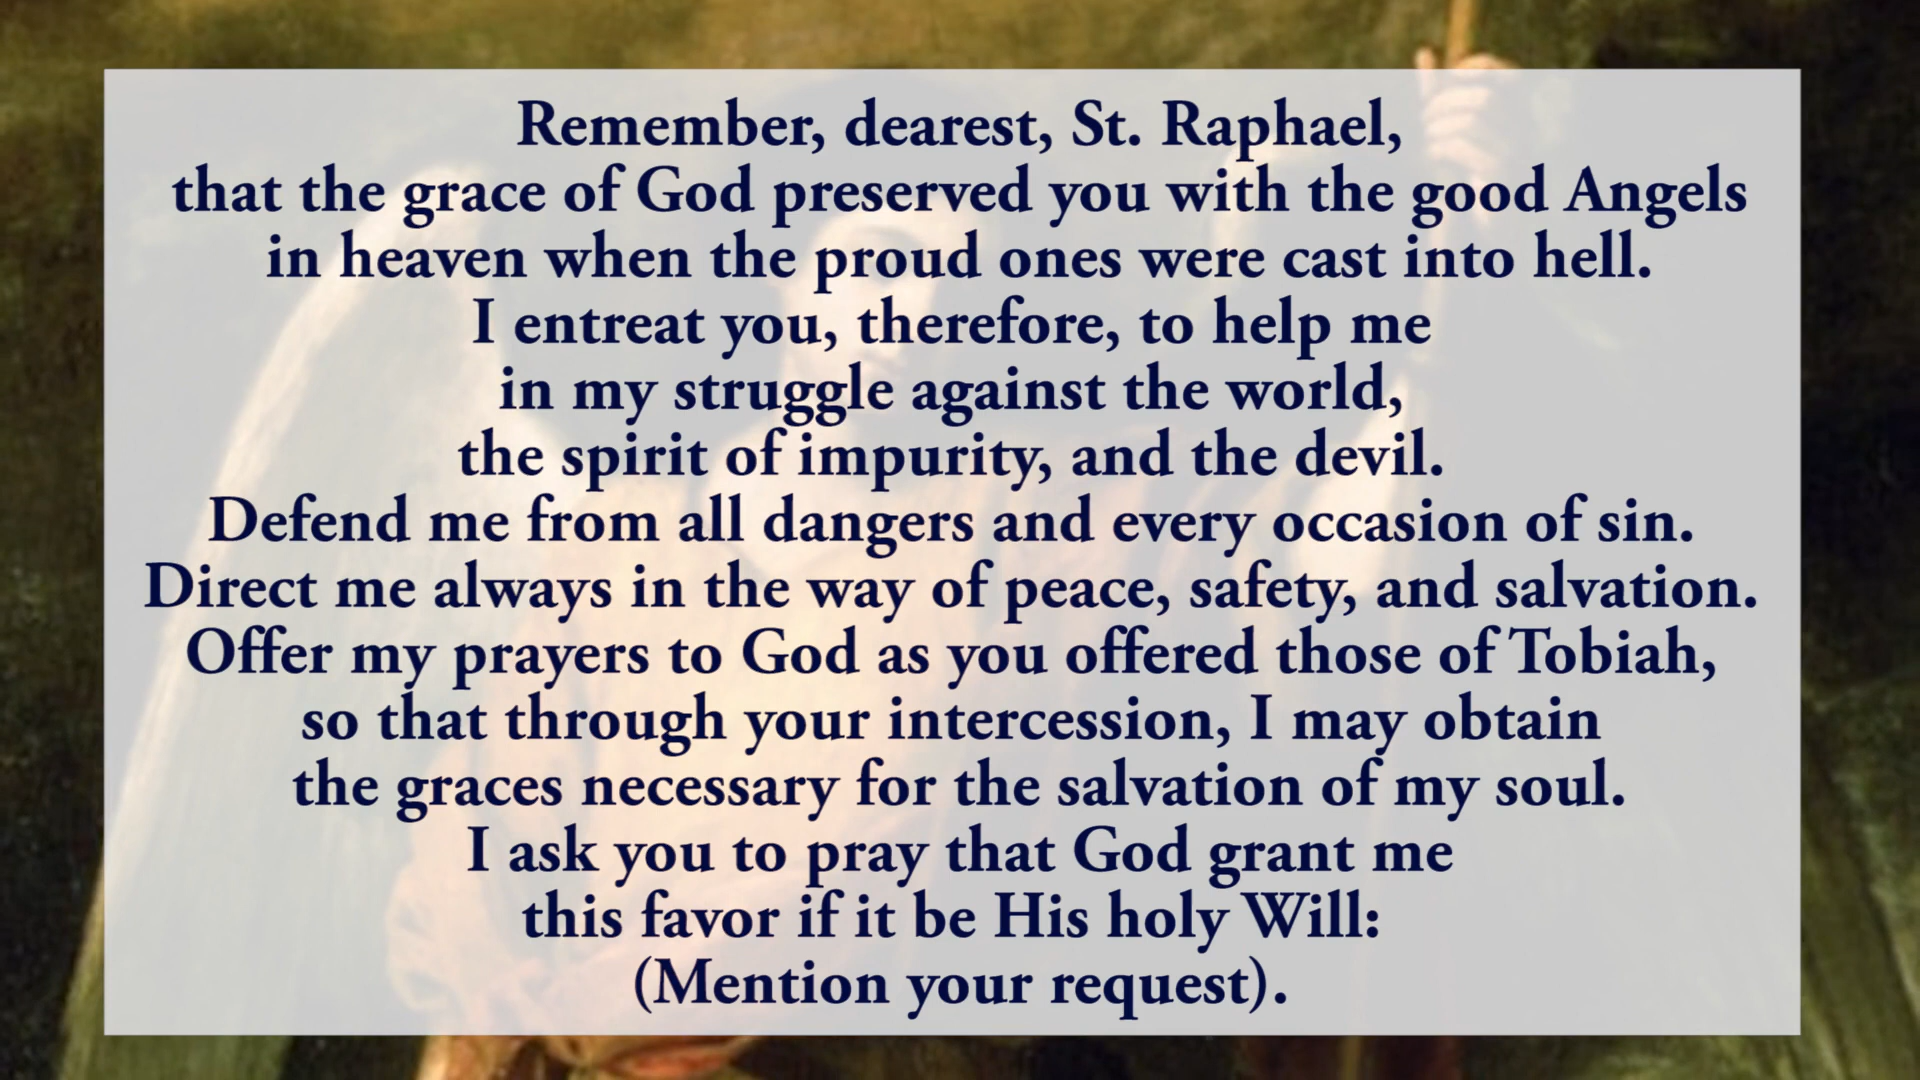 Remember, dearest, St. Raphael,
that the grace of God preserved you with the good Angels
in heaven when the proud ones were cast into hell.
I entreat you, therefore, to help me
in my struggle against the world,
the spirit of impurity, and the devil.
Defend me from all dangers and every occasion of sin.
Direct me always in the way of peace, safety, and salvation.
Offer my prayers to God as you offered those of Tobiah,
so that through your intercession, I may obtain
the graces necessary for the salvation of my soul.
I ask you to pray that God grant me
this favor if it be His holy Will:
(Mention your request).